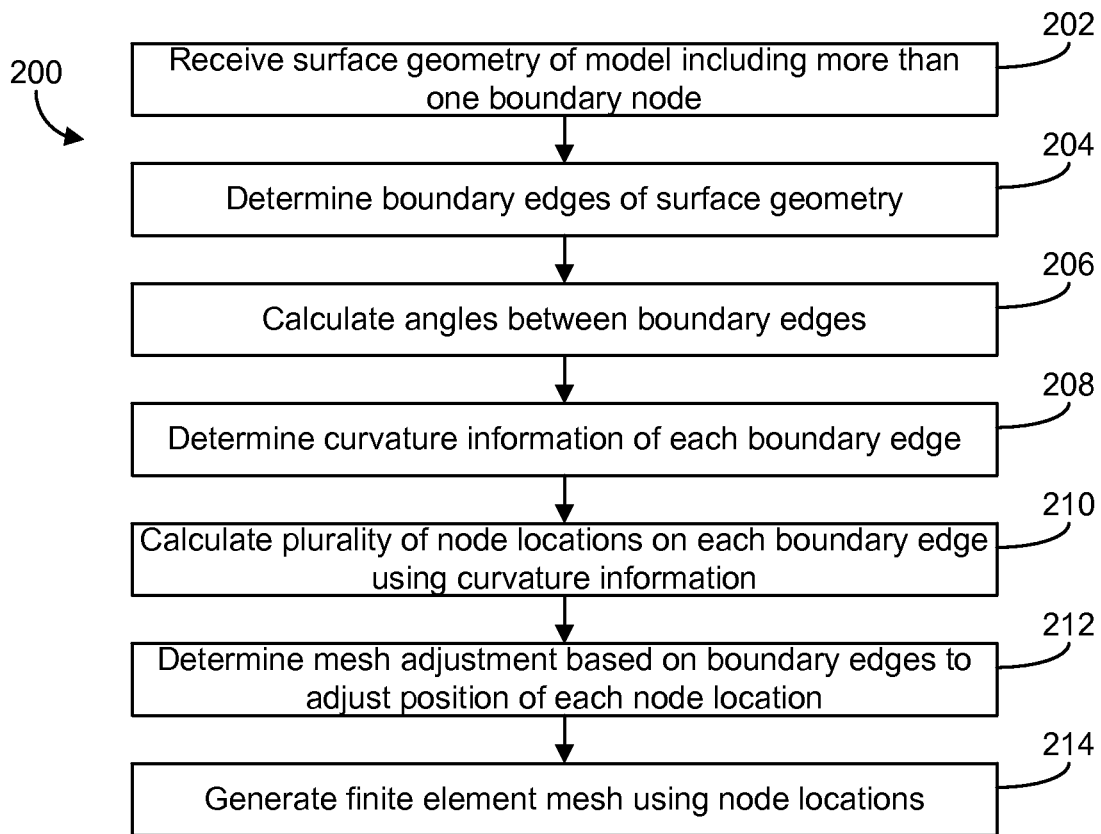 200
202
Receive surface geometry of model including more than
one boundary node
204
Determine boundary edges of surface geometry
206
Calculate angles between boundary edges
208
Determine curvature information of each boundary edge
210
Calculate plurality of node locations on each boundary edge
using curvature information
212
Determine mesh adjustment based on boundary edges to
adjust position of each node location
214
Generate finite element mesh using node locations